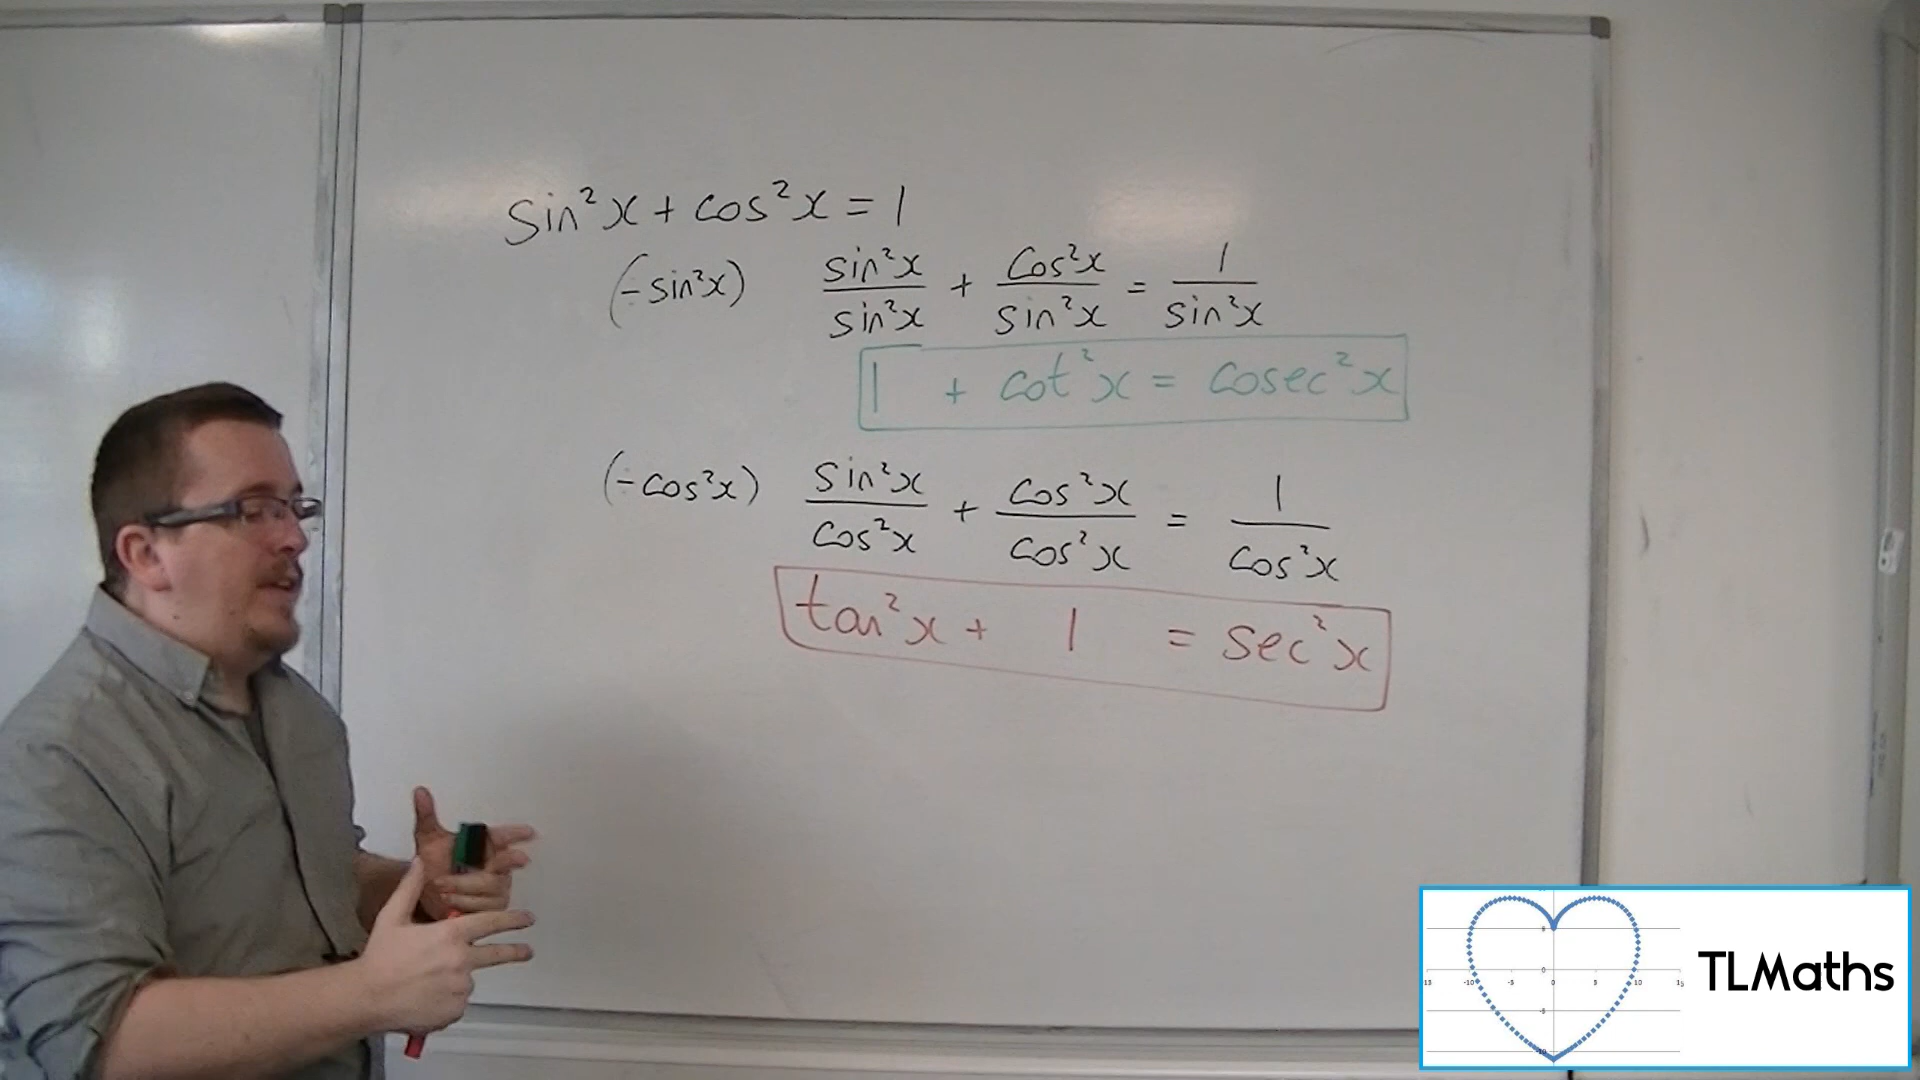 sin²x + cos²x = 1
(÷sin²x) sin²x/sin²x + cos²x/sin²x = 1/sin²x
1 + cot²x = cosec²x
(÷cos²x) sin²x/cos²x + cos²x/cos²x = 1/cos²x
tan²x + 1 = sec²x
TLMaths